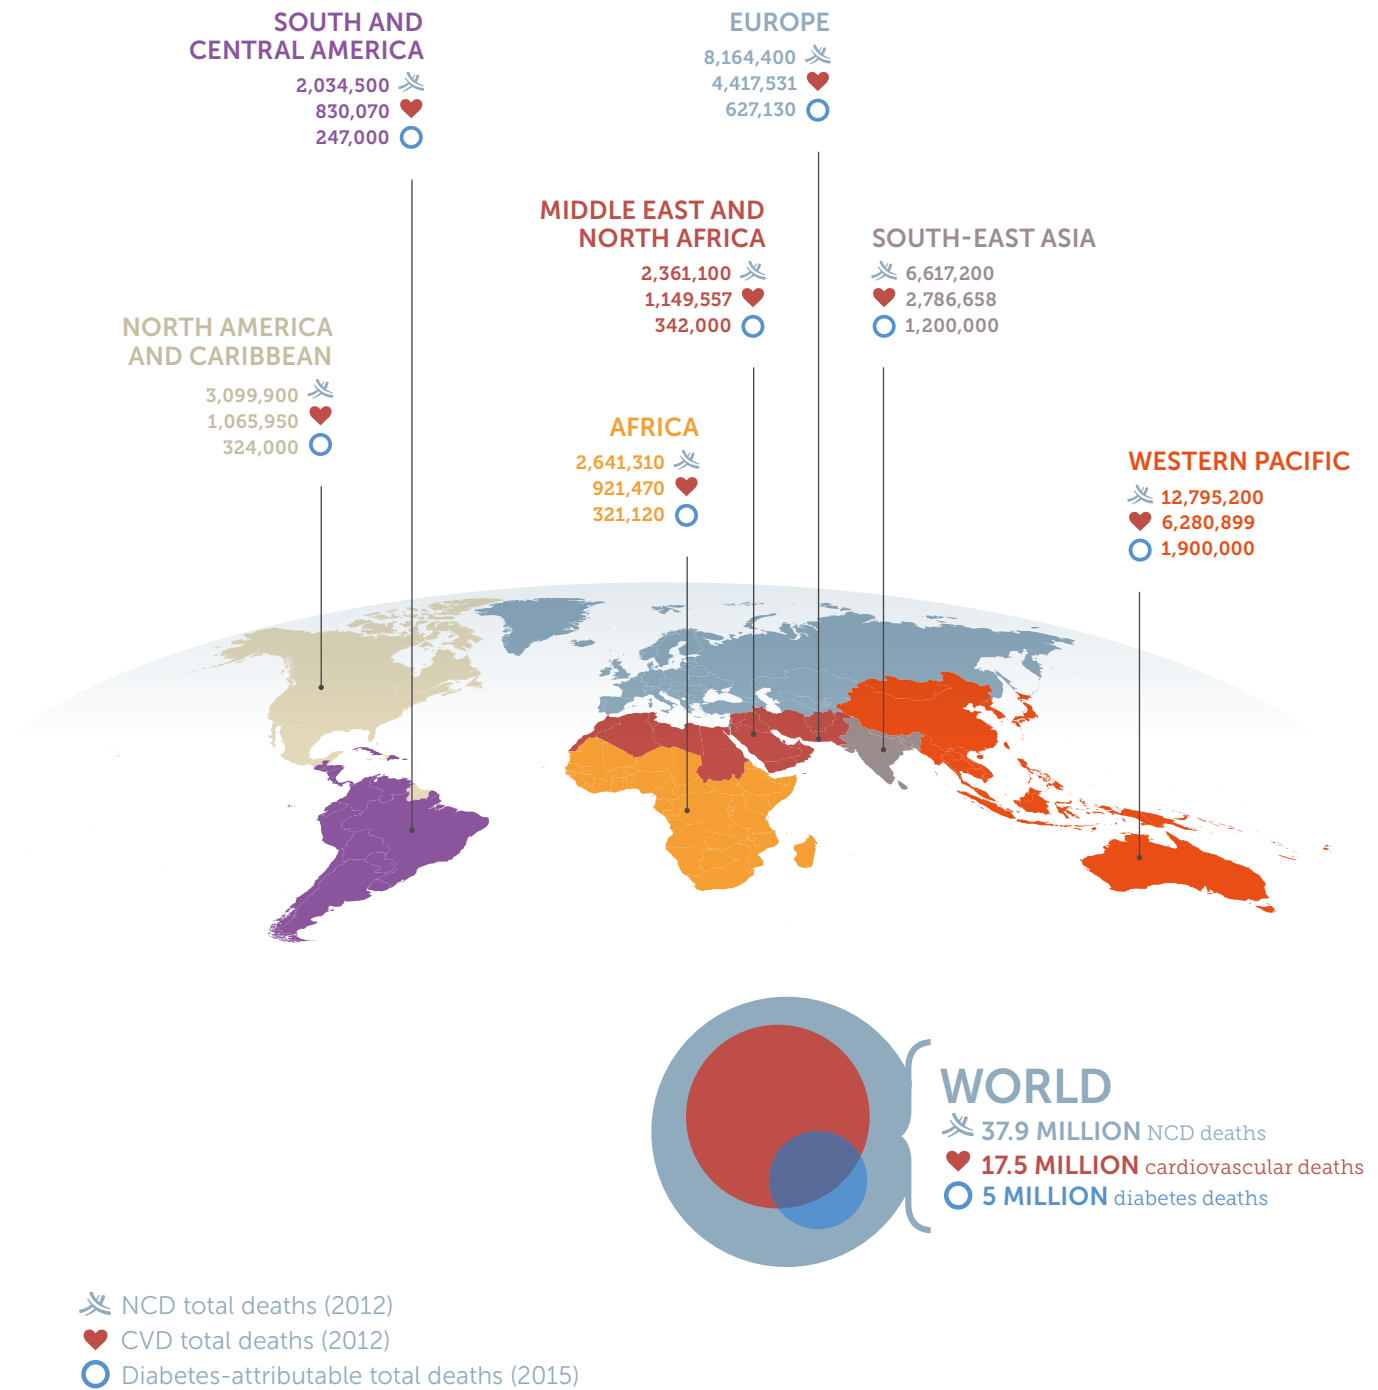 SOUTH AND
CENTRAL AMERICA
2,034,500
830,070
247,000
EUROPE
8,164,400
4,417,531
627,130
MIDDLE EAST AND
NORTH AFRICA
2,361,100
1,149,557
342,000
SOUTH-EAST ASIA
6,617,200
2,786,658
1,200,000
NORTH AMERICA
AND CARIBBEAN
3,099,900
1,065,950
324,000
AFRICA
2,641,310
921,470
321,120
WESTERN PACIFIC
12,795,200
6,280,899
1,900,000
WORLD
37.9 MILLION NCD deaths
17.5 MILLION cardiovascular deaths
5 MILLION diabetes deaths
NCD total deaths (2012)
CVD total deaths (2012)
Diabetes-attributable total deaths (2015)